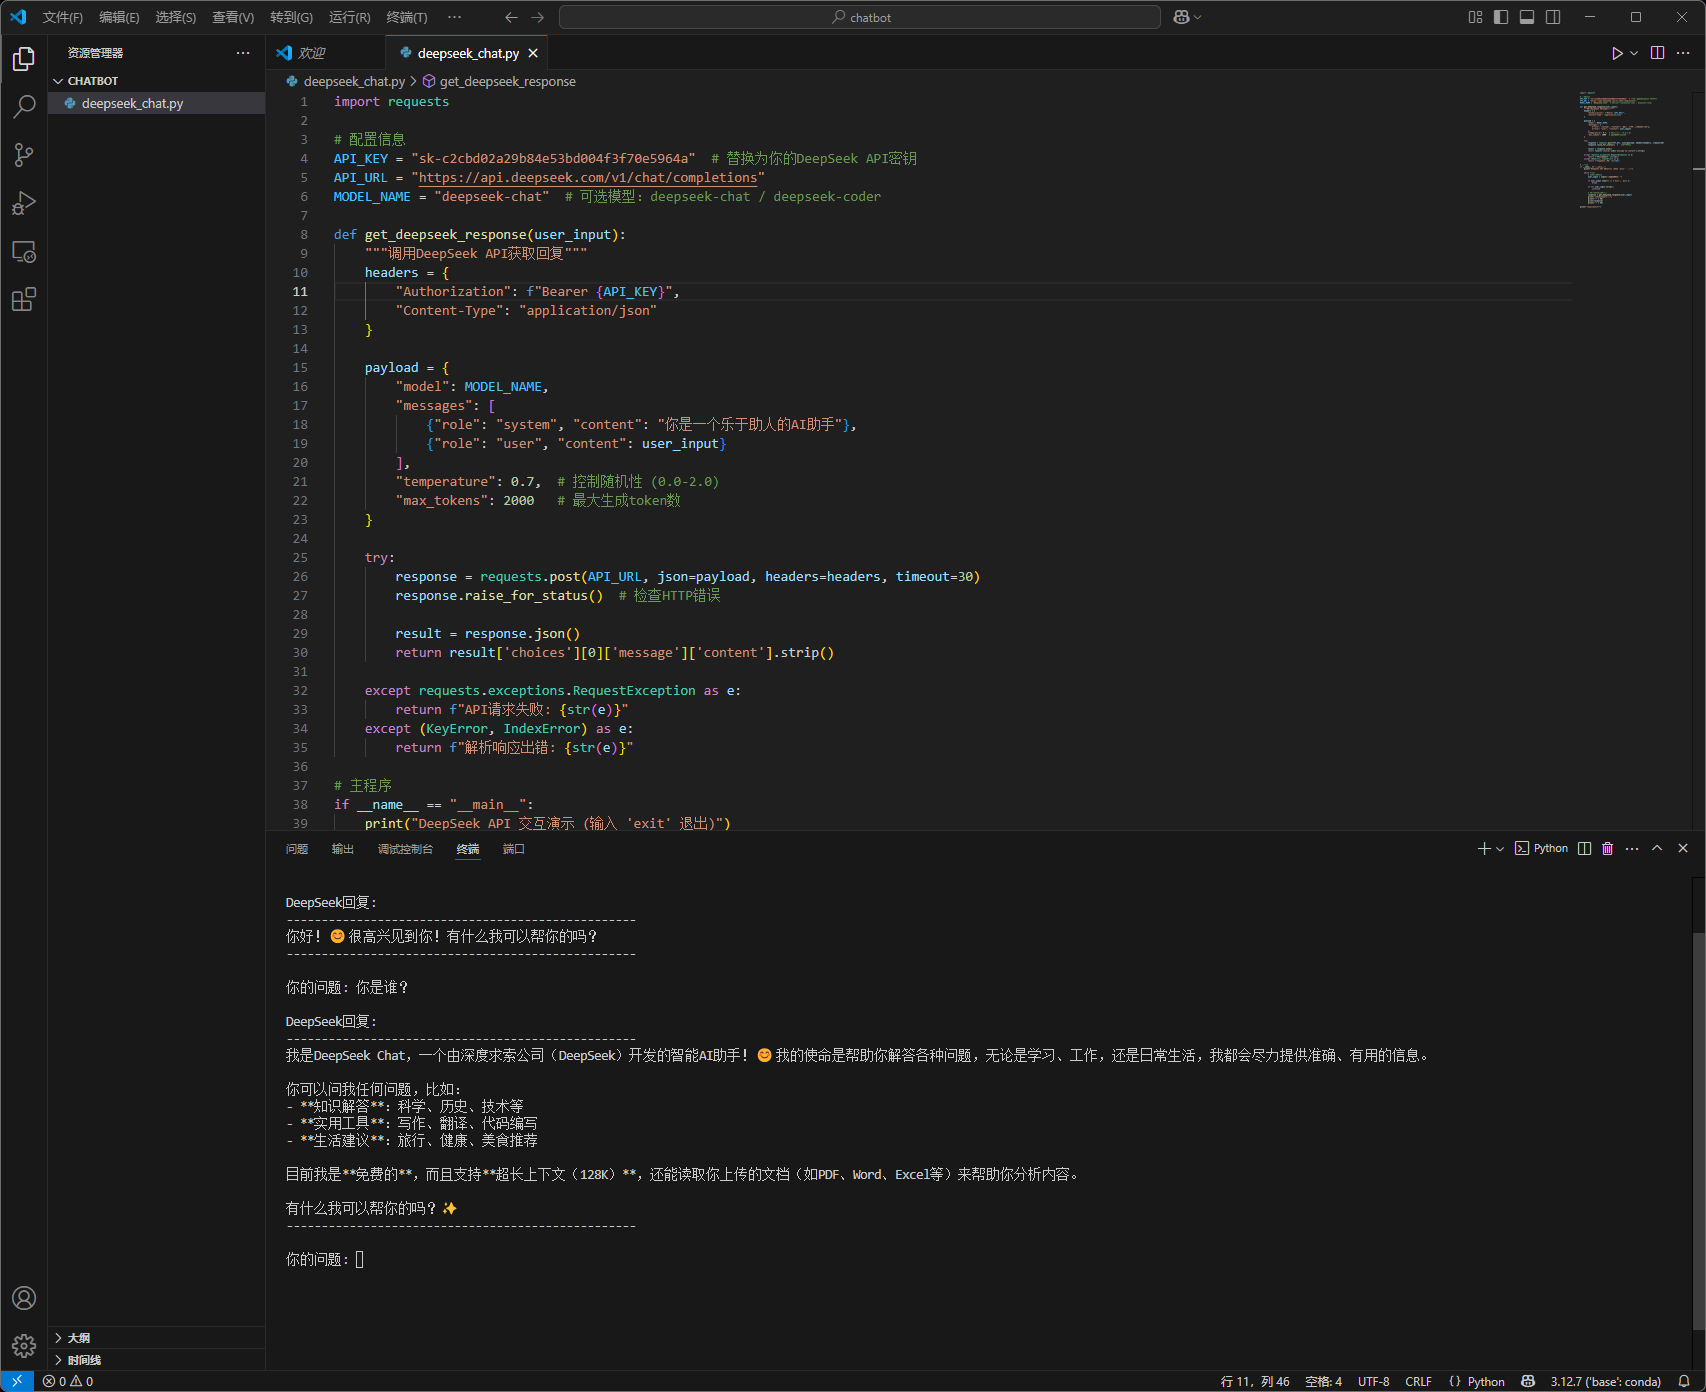 文件(F) 编辑(E) 选择(S) 查看(V) 转到(G) 运行(R) 终端(T) ··· chatbot
资源管理器 ···
欢迎 deepseek_chat.py
CHATBOT
deepseek_chat.py
deepseek_chat.py > get_deepseek_response
1 import requests
2
3 # 配置信息
4 API_KEY = "sk-c2cbd02a29b84e53bd004f3f70e5964a"  # 替换为你的DeepSeek API密钥
5 API_URL = "https://api.deepseek.com/v1/chat/completions"
6 MODEL_NAME = "deepseek-chat"  # 可选模型: deepseek-chat / deepseek-coder
7
8 def get_deepseek_response(user_input):
9     """调用DeepSeek API获取回复"""
10     headers = {
11         "Authorization": f"Bearer {API_KEY}",
12         "Content-Type": "application/json"
13     }
14
15     payload = {
16         "model": MODEL_NAME,
17         "messages": [
18             {"role": "system", "content": "你是一个乐于助人的AI助手"},
19             {"role": "user", "content": user_input}
20         ],
21         "temperature": 0.7,  # 控制随机性 (0.0-2.0)
22         "max_tokens": 2000   # 最大生成token数
23     }
24
25     try:
26         response = requests.post(API_URL, json=payload, headers=headers, timeout=30)
27         response.raise_for_status()  # 检查HTTP错误
28
29         result = response.json()
30         return result['choices'][0]['message']['content'].strip()
31
32     except requests.exceptions.RequestException as e:
33         return f"API请求失败: {str(e)}"
34     except (KeyError, IndexError) as e:
35         return f"解析响应出错: {str(e)}"
36
37 # 主程序
38 if __name__ == "__main__":
39     print("DeepSeek API 交互演示 (输入 'exit' 退出)")
问题 输出 调试控制台 终端 端口 Python
DeepSeek回复:
--------------------------------------------------
你好！😊 很高兴见到你！有什么我可以帮你的吗？
--------------------------------------------------
你的问题: 你是谁？
DeepSeek回复:
--------------------------------------------------
我是DeepSeek Chat，一个由深度求索公司（DeepSeek）开发的智能AI助手！😊 我的使命是帮助你解答各种问题，无论是学习、工作，还是日常生活，我都会尽力提供准确、有用的信息。
你可以问我任何问题，比如：
- **知识解答**：科学、历史、技术等
- **实用工具**：写作、翻译、代码编写
- **生活建议**：旅行、健康、美食推荐
目前我是**免费的**，而且支持**超长上下文（128K）**，还能读取你上传的文档（如PDF、Word、Excel等）来帮助你分析内容。
有什么我可以帮你的吗？✨
--------------------------------------------------
你的问题:
大纲
时间线
0 0 行 11，列 46 空格: 4 UTF-8 CRLF {} Python 3.12.7 ('base': conda)